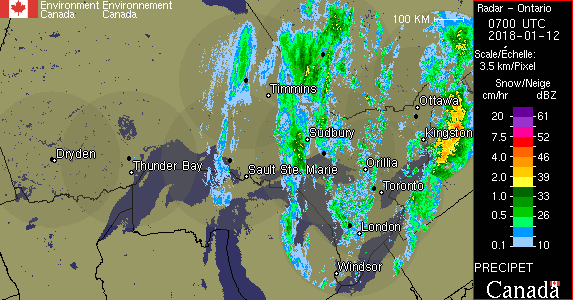 Environment Environnement
Canada Canada
100 KM
Timmins
Ottawa
Sudbury
Kingston
Dryden
Thunder Bay
Sault Ste. Marie
Orillia
Toronto
London
Windsor
Radar - Ontario
0700 UTC
2018-01-12
Scale/Échelle:
3.5 km/Pixel
Snow/Neige
cm/hr dBZ
20 61
7.5 52
4.0 46
2.0 39
1.0 33
0.5 26
0.1 10
PRECIPET
Canada